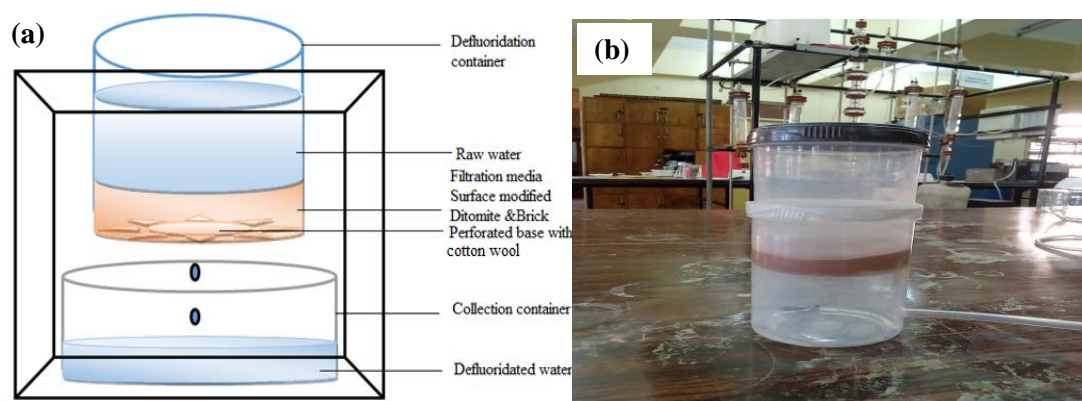 (a)
Defluoridation
container
Raw water
Filtration media
Surface modified
Ditomite &Brick
Perforated base with
cotton wool
Collection container
Defluoridated water
(b)